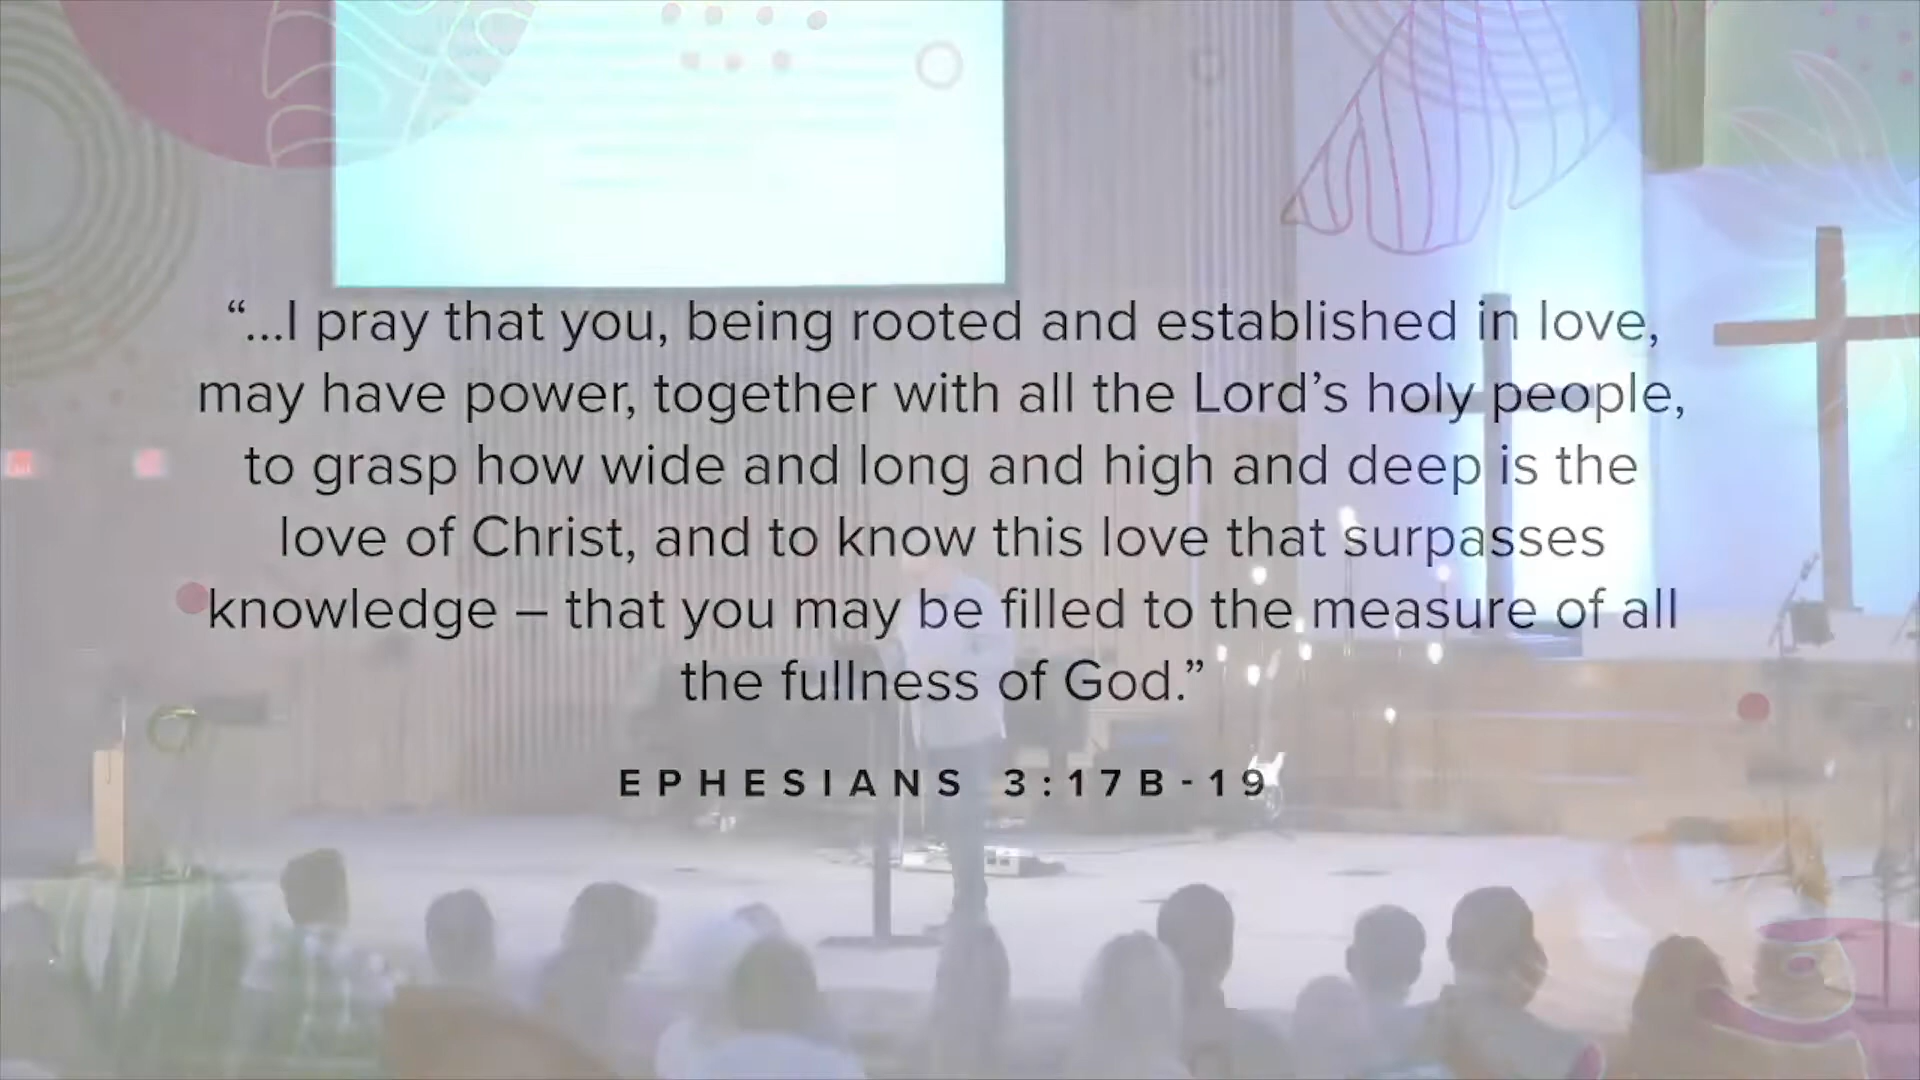 “...I pray that you, being rooted and established in love,
may have power, together with all the Lord’s holy people,
to grasp how wide and long and high and deep is the
love of Christ, and to know this love that surpasses
knowledge – that you may be filled to the measure of all
the fullness of God.”
EPHESIANS 3:17B-19